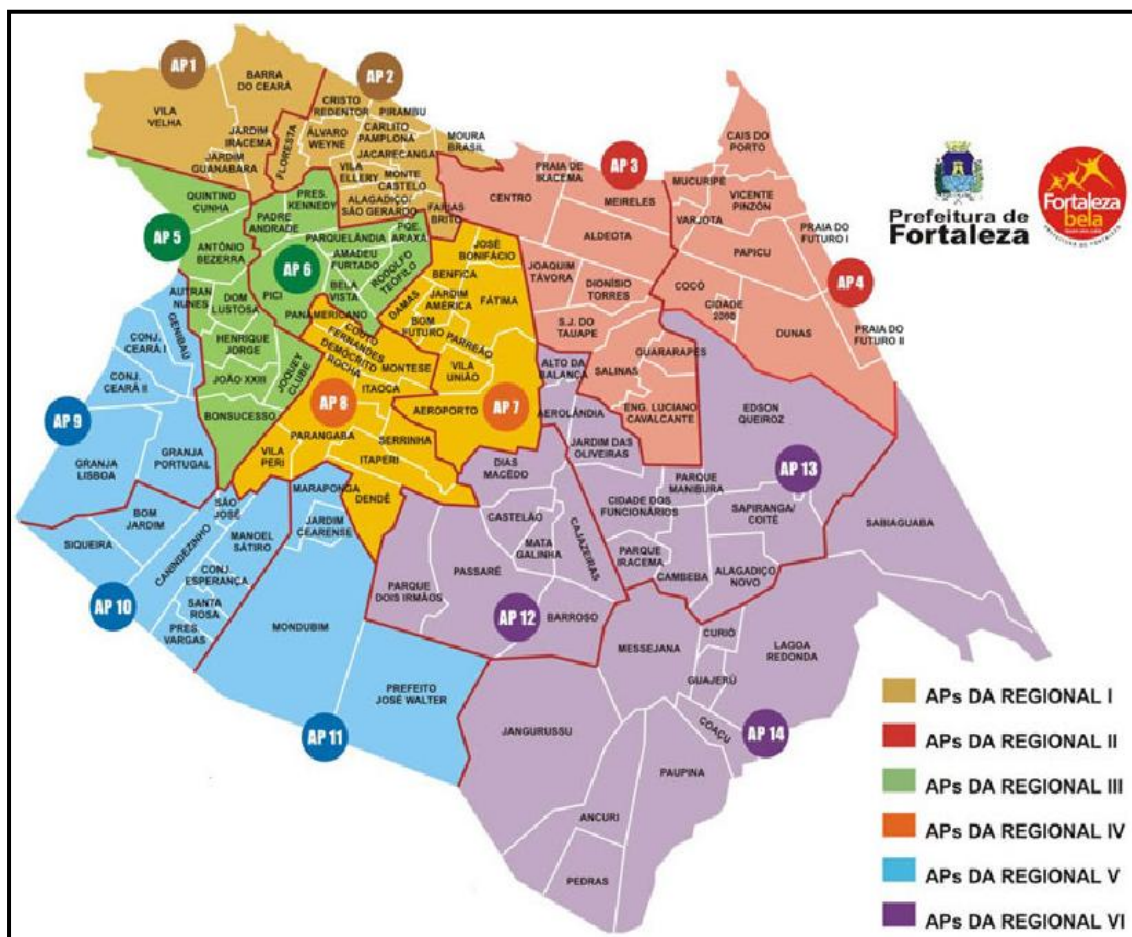 AP 1
BARRA
DO CEARÁ
VILA
VELHA
JARDIM
IRACEMA
JARDIM
GUANABARA
FLORESTA
AP 2
CRISTO
REDENTOR
PIRAMBU
ÁLVARO
WEYNE
CARLITO
PAMPLONA
JACARECANGA
MOURA
BRASIL
VILA
ELLERY
MONTE
CASTELO
ALAGADIÇO
SÃO GERARDO
FARIAS
BRITO
AP 3
CENTRO
PRAIA DE
IRACEMA
MEIRELES
ALDEOTA
JOAQUIM
TÁVORA
DIONÍSIO
TORRES
S.J. DO
TAUAPE
GUARARAPES
SALINAS
ENG. LUCIANO
CAVALCANTE
AP 4
CAIS DO
PORTO
MUCURIPE
VICENTE
PINZÓN
VARJOTA
PRAIA DO
FUTURO I
PAPICU
COCÓ
CIDADE
2000
DUNAS
PRAIA DO
FUTURO II
Prefeitura de
Fortaleza
Fortaleza
bela
AP 5
QUINTINO
CUNHA
ANTÔNIO
BEZERRA
AUTRAN
NUNES
DOM
LUSTOSA
HENRIQUE
JORGE
JOÃO XXIII
JOQUEY
CLUBE
BONSUCESSO
AP 6
PRES.
KENNEDY
PADRE
ANDRADE
PARQUELÂNDIA
PQE.
ARAXÁ
AMADEU
FURTADO
RODOLFO
TEÓFILO
BELA
VISTA
PICI
PANAMERICANO
AP 7
JOSÉ
BONIFÁCIO
BENFICA
JARDIM
AMÉRICA
FÁTIMA
DAMAS
BOM
FUTURO
PARREÃO
VILA
UNIÃO
AEROPORTO
AP 8
COUTO
FERNANDES
DEMÓCRITO
ROCHA
MONTESE
ITAOCA
PARANGABA
SERRINHA
VILA
PERI
ITAPERI
DENDÊ
AP 9
GENIBAÚ
CONJ.
CEARÁ I
CONJ.
CEARÁ II
GRANJA
LISBOA
GRANJA
PORTUGAL
AP 10
BOM
JARDIM
SIQUEIRA
CANINDEZINHO
SÃO
JOSÉ
MANOEL
SÁTIRO
CONJ.
ESPERANÇA
SANTA
ROSA
PRES.
VARGAS
AP 11
MARAPONGA
JARDIM
CEARENSE
MONDUBIM
PREFEITO
JOSÉ WALTER
AP 12
DIAS
MACÊDO
CASTELÃO
MATA
GALINHA
CAJAZEIRAS
PASSARÉ
PARQUE
DOIS IRMÃOS
BARROSO
AP 13
ALTO DA
BALANÇA
AEROLÂNDIA
JARDIM DAS
OLIVEIRAS
EDSON
QUEIROZ
PARQUE
MANIBURA
CIDADE DOS
FUNCIONÁRIOS
SAPIRANGA/
COITÉ
PARQUE
IRACEMA
CAMBEBA
ALAGADIÇO
NOVO
SABIAGUABA
AP 14
MESSEJANA
CURIÓ
LAGOA
REDONDA
GUAJERÚ
COAÇU
JANGURUSSU
PAUPINA
ANCURI
PEDRAS
APs DA REGIONAL I
APs DA REGIONAL II
APs DA REGIONAL III
APs DA REGIONAL IV
APs DA REGIONAL V
APs DA REGIONAL VI